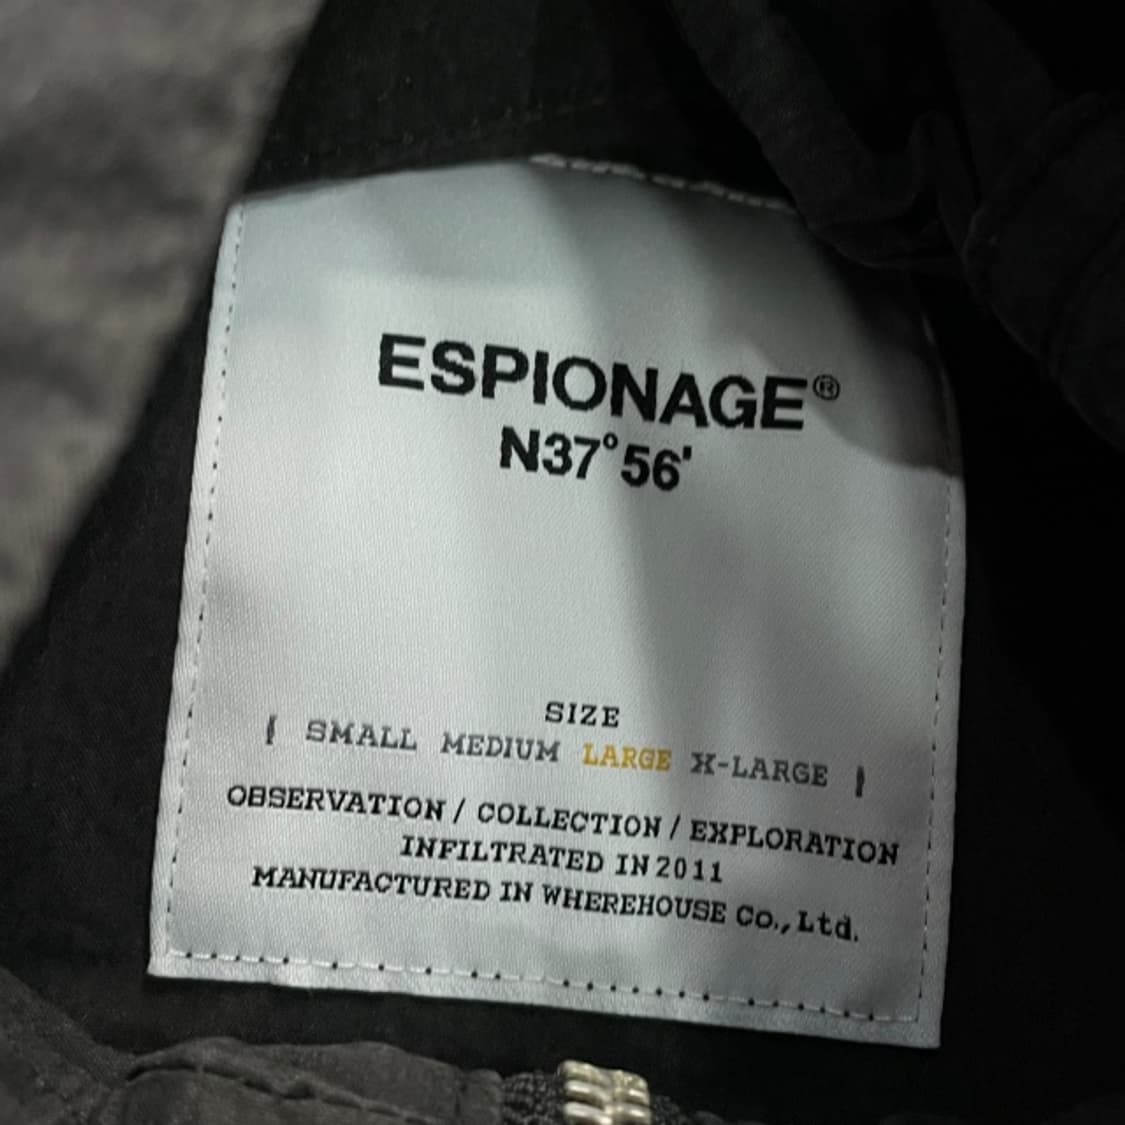 ESPIONAGE®
N37°56'
SIZE
SMALL MEDIUM LARGE X-LARGE
OBSERVATION / COLLECTION / EXPLORATION
INFILTRATED IN 2011
MANUFACTURED IN WHEREHOUSE Co., Ltd.